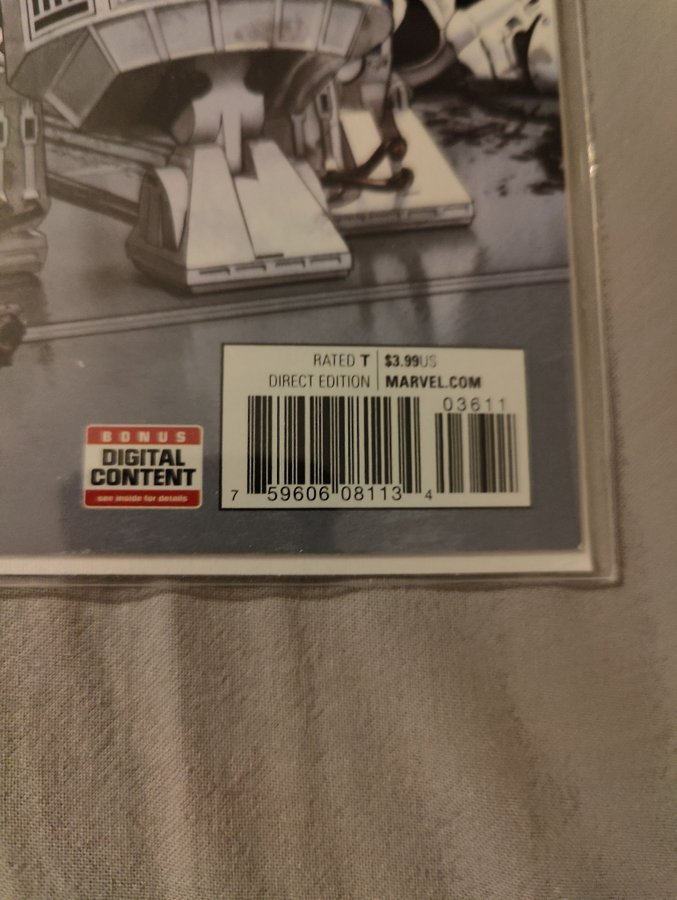 RATED T $3.99US
DIRECT EDITION MARVEL.COM
03611
7 59606 08113 4
BONUS
DIGITAL
CONTENT
see inside for details